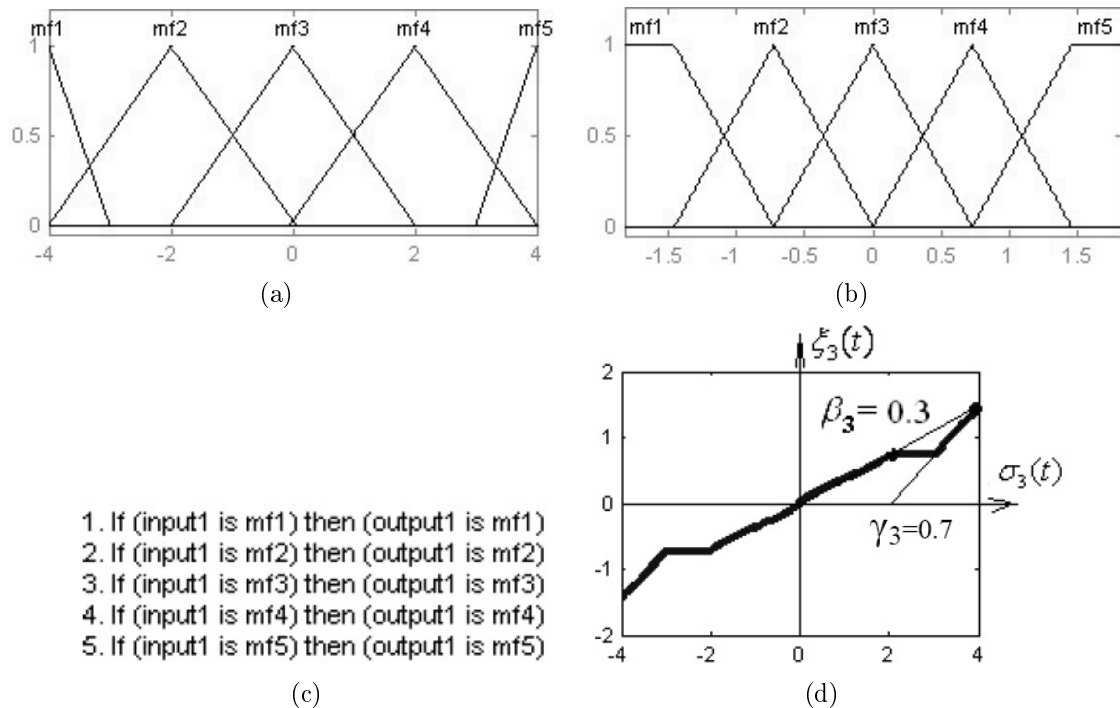 mf1 mf2 mf3 mf4 mf5
1
0.5
0
-4 -2 0 2 4
(a)
mf1 mf2 mf3 mf4 mf5
1
0.5
0
-1.5 -1 -0.5 0 0.5 1 1.5
(b)
1. If (input1 is mf1) then (output1 is mf1)
2. If (input1 is mf2) then (output1 is mf2)
3. If (input1 is mf3) then (output1 is mf3)
4. If (input1 is mf4) then (output1 is mf4)
5. If (input1 is mf5) then (output1 is mf5)
(c)
ξ₃(t)
2
β₃= 0.3
1
σ₃(t)
0
γ₃=0.7
-1
-2
-4 -2 0 2 4
(d)